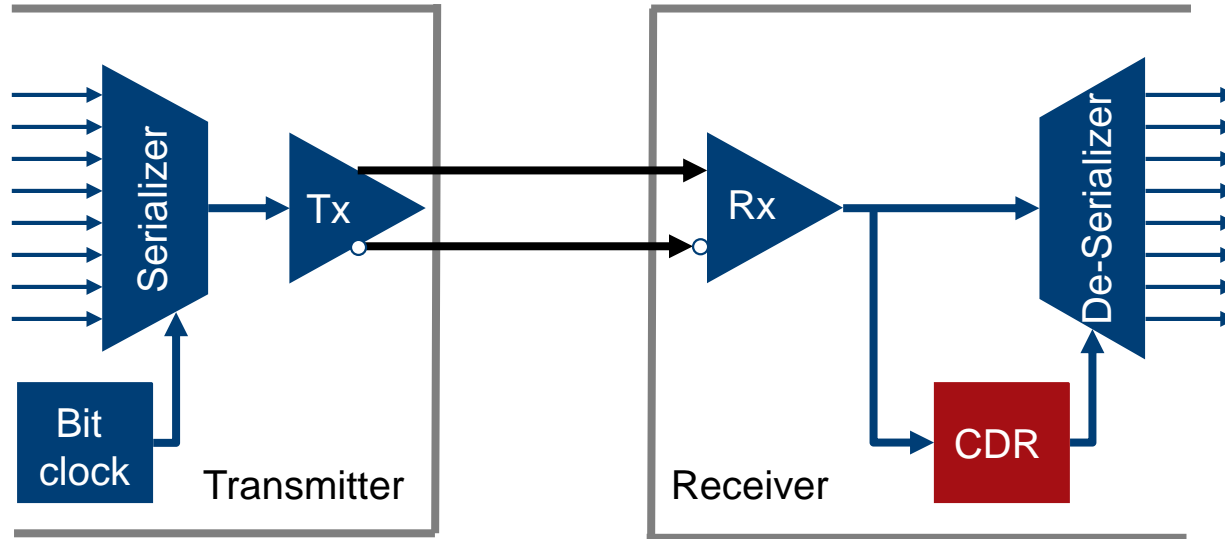 Serializer
Tx
Bit
clock
Transmitter
Rx
De-Serializer
CDR
Receiver